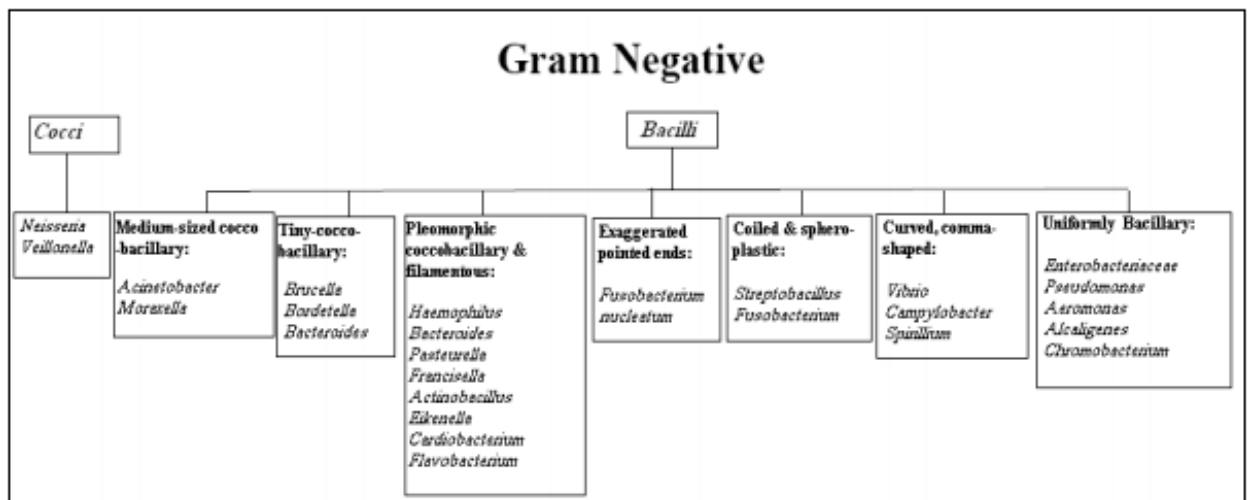 Gram Negative
Cocci
Bacilli
Neisseria
Veillonella
Medium-sized cocco
-bacillary:
Acinetobacter
Moraxella
Tiny-cocco-
bacillary:
Brucella
Bordetella
Bacteroides
Pleomorphic
coccobacillary &
filamentous:
Haemophilus
Bacteroides
Pasteurella
Francisella
Actinobacillus
Eikenella
Cardiobacterium
Flavobacterium
Exaggerated
pointed ends:
Fusobacterium
nucleatum
Coiled & sphero-
plastic:
Streptobacillus
Fusobacterium
Curved, comma-
shaped:
Vibrio
Campylobacter
Spirillium
Uniformly Bacillary:
Enterobacteriaceae
Pseudomonas
Aeromonas
Alcaligenes
Chromobacterium